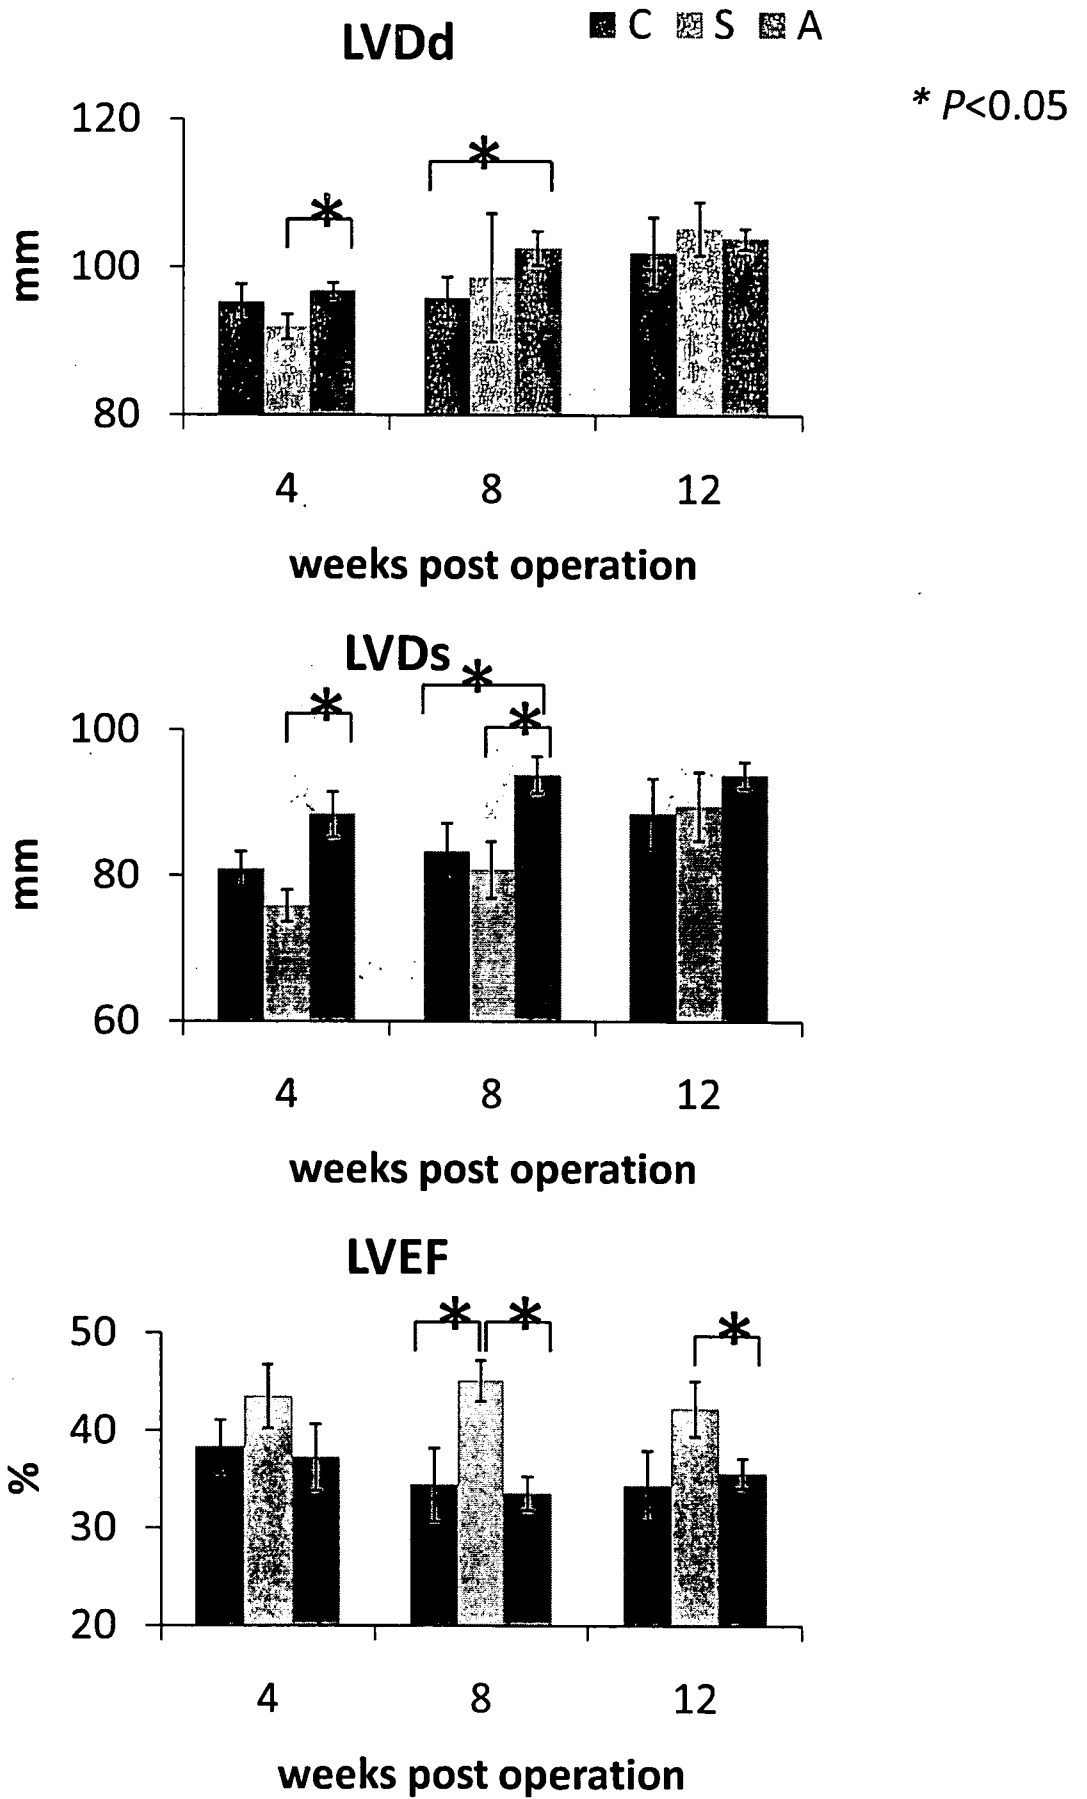 LVDd
C S A
* P<0.05
120
100
80
mm
*
*
4 8 12
weeks post operation
LVDs
*
*
*
100
80
60
mm
4 8 12
weeks post operation
LVEF
*
*
*
50
40
30
20
%
4 8 12
weeks post operation